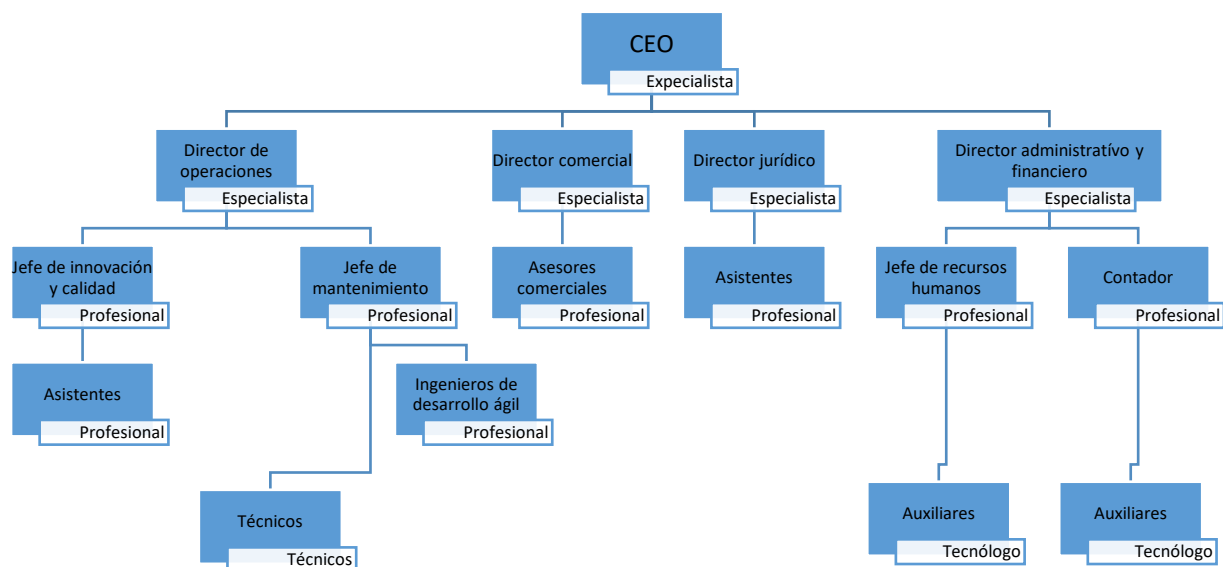 CEO
Expecialista
Director de
operaciones
Especialista
Director comercial
Especialista
Director jurídico
Especialista
Director administratívo y
financiero
Especialista
Jefe de innovación
y calidad
Profesional
Jefe de
mantenimiento
Profesional
Asesores
comerciales
Profesional
Asistentes
Profesional
Jefe de recursos
humanos
Profesional
Contador
Profesional
Asistentes
Profesional
Ingenieros de
desarrollo ágil
Profesional
Técnicos
Técnicos
Auxiliares
Tecnólogo
Auxiliares
Tecnólogo